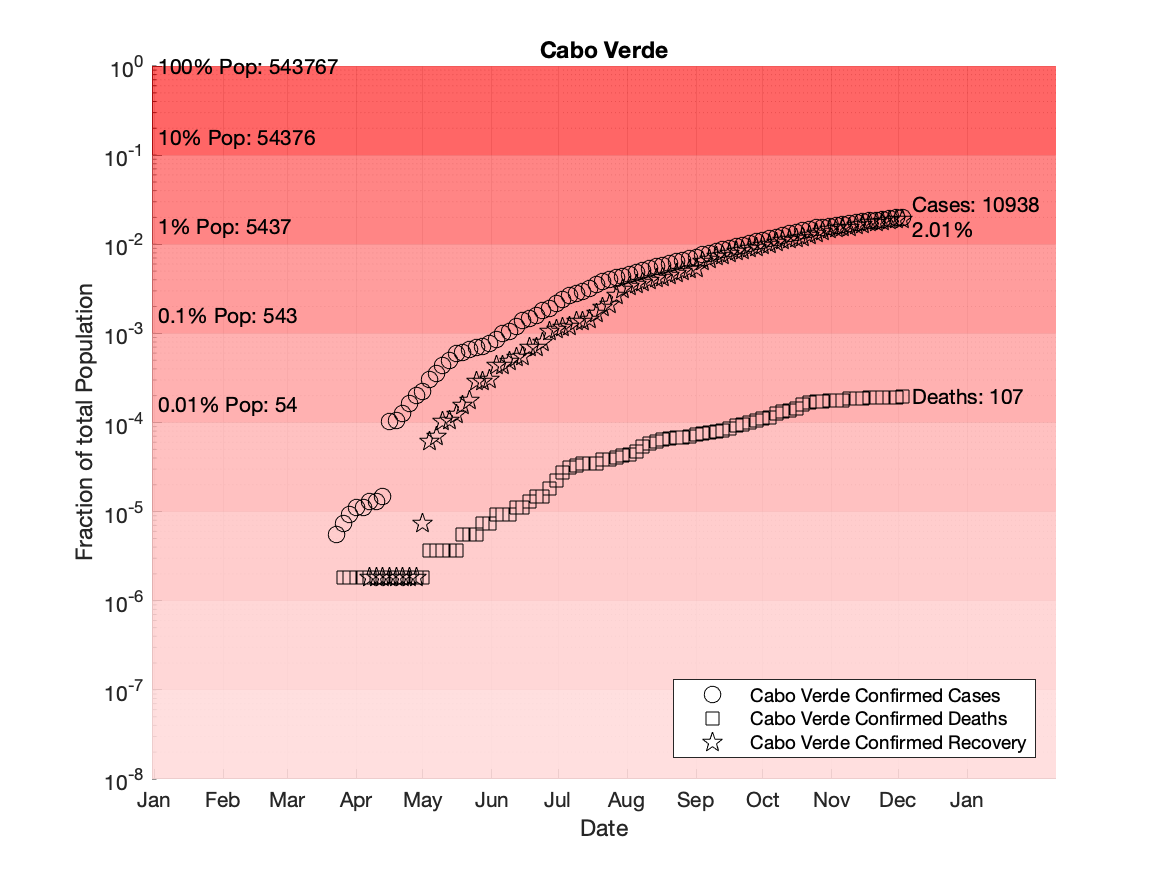 Cabo Verde
10^0
100% Pop: 543767
10% Pop: 54376
10^-1
1% Pop: 5437
10^-2
Cases: 10938
2.01%
0.1% Pop: 543
10^-3
0.01% Pop: 54
10^-4
Deaths: 107
10^-5
10^-6
10^-7
10^-8
Fraction of total Population
Cabo Verde Confirmed Cases
Cabo Verde Confirmed Deaths
Cabo Verde Confirmed Recovery
Jan Feb Mar Apr May Jun Jul Aug Sep Oct Nov Dec Jan
Date